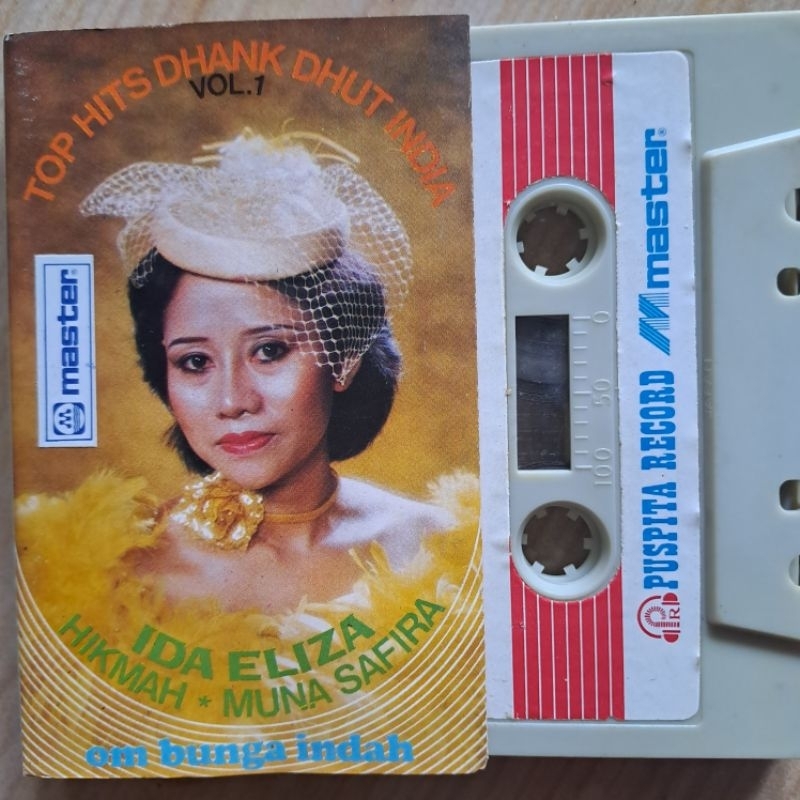 TOP HITS DHANK DHUT INDIA
VOL.1
master®
IDA ELIZA
HIKMAH * MUNA SAFIRA
om bunga indah
0
50
100
PR PUSPITA RECORD master®